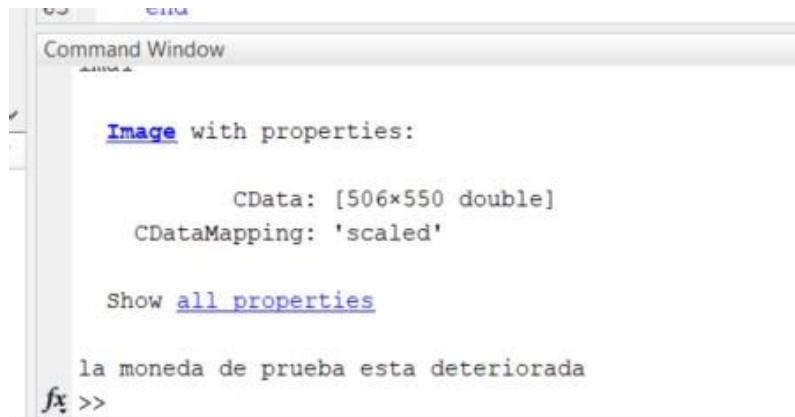 Command Window
Image with properties:
CData: [506×550 double]
CDataMapping: 'scaled'
Show all properties
la moneda de prueba esta deteriorada
fx >>